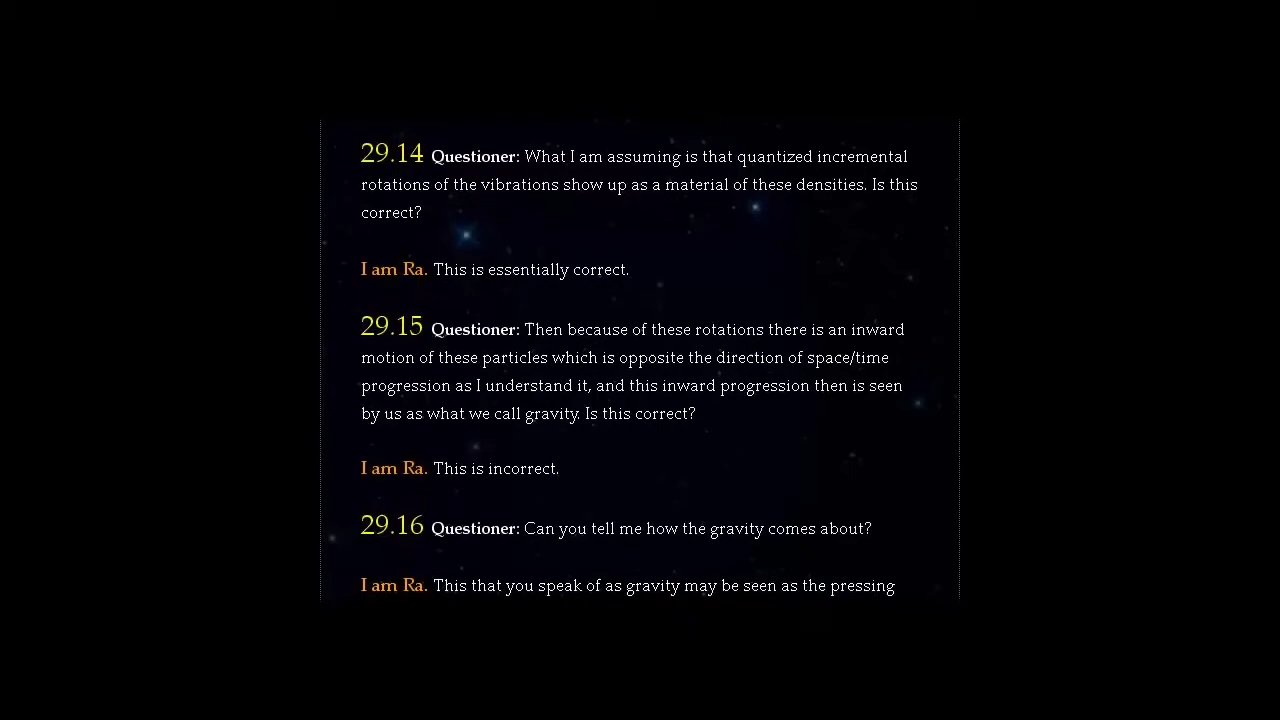 29.14 Questioner: What I am assuming is that quantized incremental
rotations of the vibrations show up as a material of these densities. Is this
correct?
I am Ra. This is essentially correct.
29.15 Questioner: Then because of these rotations there is an inward
motion of these particles which is opposite the direction of space/time
progression as I understand it, and this inward progression then is seen
by us as what we call gravity. Is this correct?
I am Ra. This is incorrect.
29.16 Questioner: Can you tell me how the gravity comes about?
I am Ra. This that you speak of as gravity may be seen as the pressing